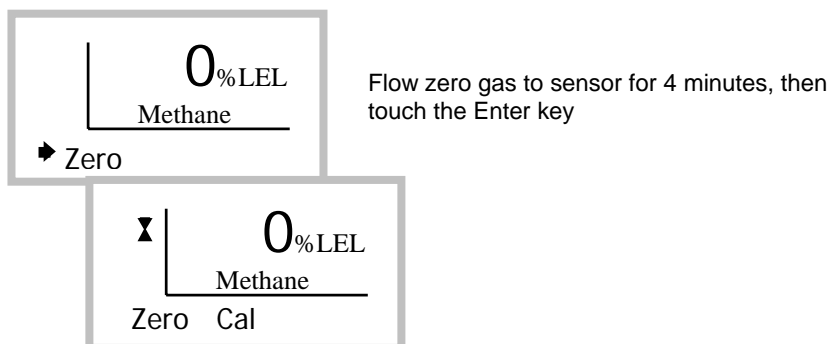 0%LEL
Methane
Zero
Flow zero gas to sensor for 4 minutes, then
touch the Enter key
0%LEL
Methane
Zero Cal